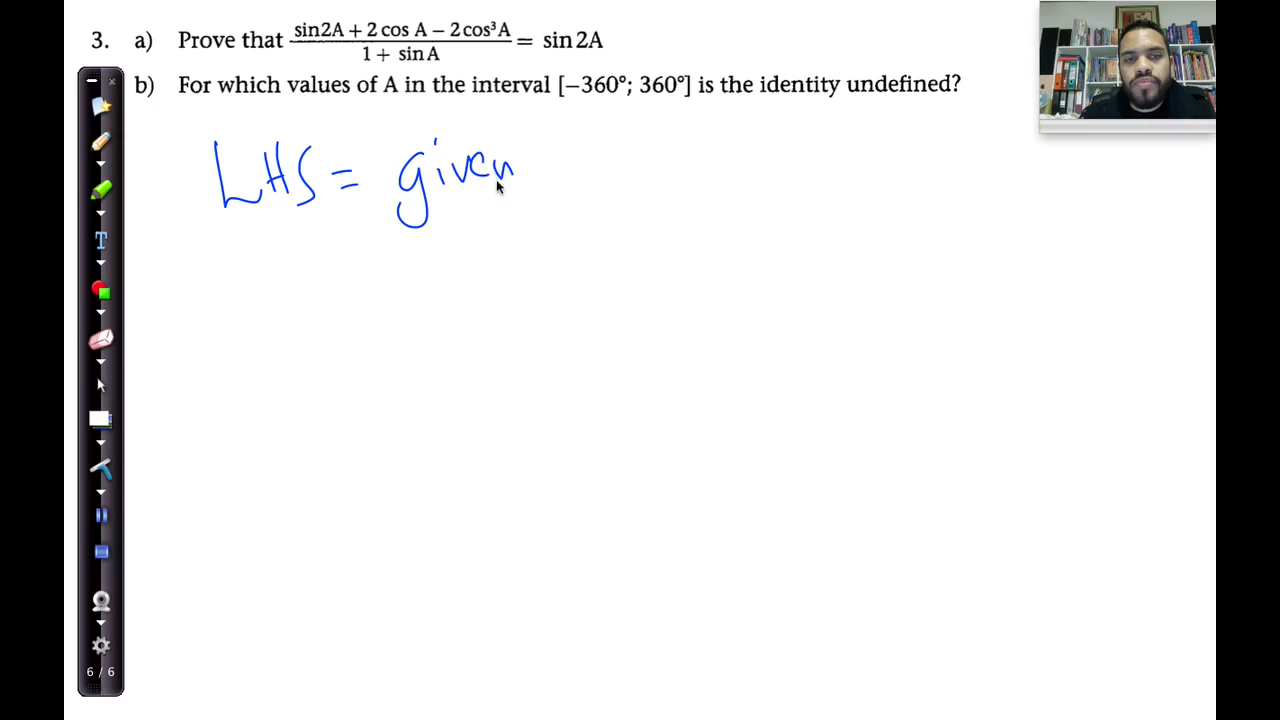 3. a) Prove that (sin2A + 2 cos A − 2 cos³A)/(1 + sin A) = sin 2A
b) For which values of A in the interval [−360°; 360°] is the identity undefined?
LHS = given
T
6 / 6